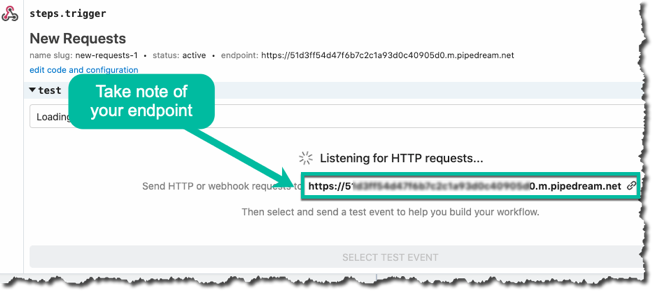 steps.trigger
New Requests
name slug: new-requests-1 • status: active • endpoint: https://51d3ff54d47f6b7c2c1a93d0c40905d0.m.pipedream.net
edit code and configuration
test
Take note of
your endpoint
Loading
Listening for HTTP requests...
Send HTTP or webhook requests to https://51 0.m.pipedream.net
Then select and send a test event to help you build your workflow.
SELECT TEST EVENT